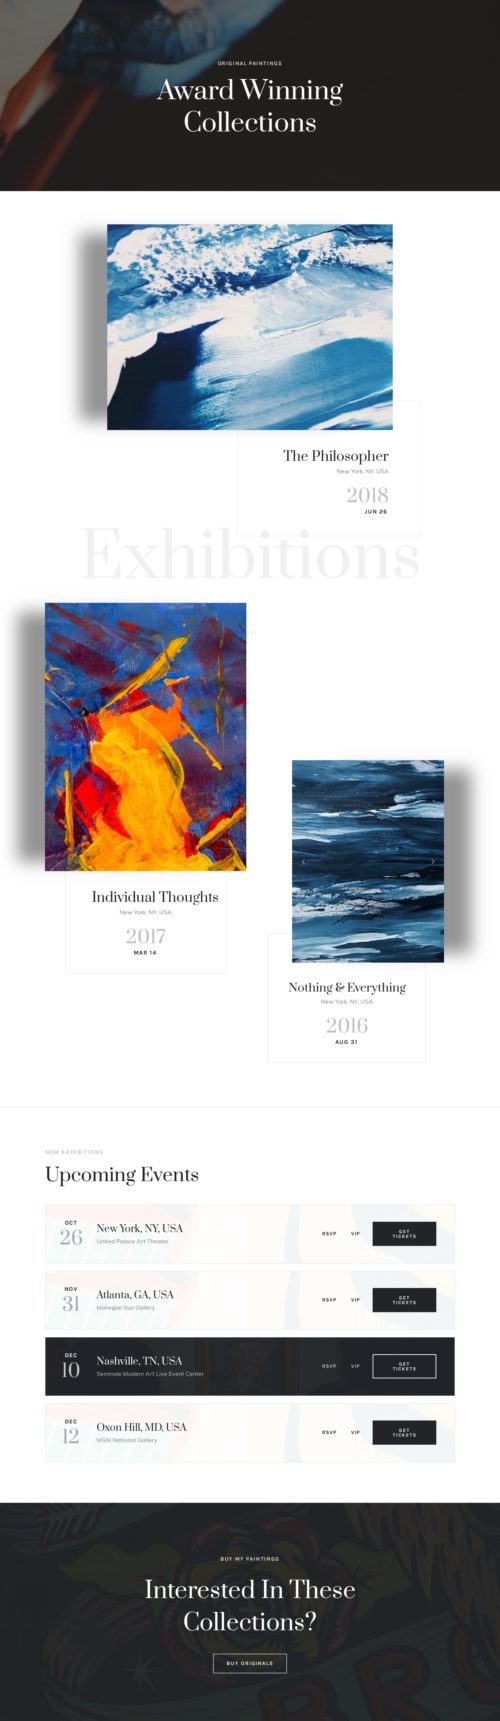 ORIGINAL PAINTINGS
Award Winning
Collections
The Philosopher
New York, NY, USA
2018
JUN 26
Exhibitions
Individual Thoughts
New York, NY, USA
2017
MAR 14
Nothing & Everything
New York, NY, USA
2016
AUG 31
NEW EXHIBITIONS
Upcoming Events
OCT
26
New York, NY, USA
United Palace Art Theater
RSVP
VIP
GET
TICKETS
NOV
31
Atlanta, GA, USA
Mohegan Sun Gallery
RSVP
VIP
GET
TICKETS
DEC
10
Nashville, TN, USA
Seminole Modern Art Live Event Center
RSVP
VIP
GET
TICKETS
DEC
12
Oxon Hill, MD, USA
MGM National Gallery
RSVP
VIP
GET
TICKETS
BUY MY PAINTINGS
Interested In These
Collections?
BUY ORIGINALS